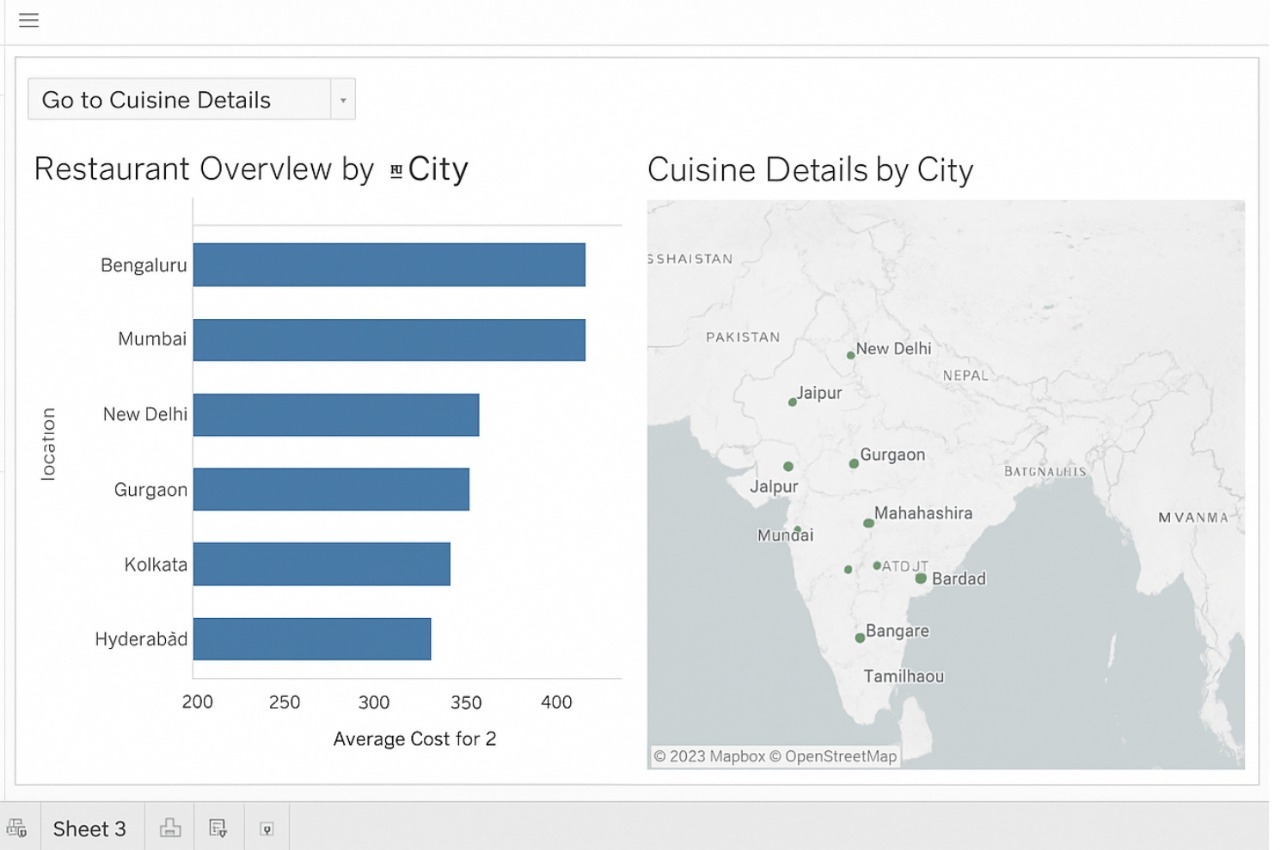 Go to Cuisine Details
Restaurant Overvlew by City
Cuisine Details by City
location
Bengaluru
Mumbai
New Delhi
Gurgaon
Kolkata
Hyderabåd
200 250 300 350 400
Average Cost for 2
SSHAISTAN
PAKISTAN
New Delhi
NEPAL
Jaipur
Gurgaon
BATGNALHIS
Jalpur
Mahahashira
MVANMA
Mundai
ATDJT
Bardad
Bangare
Tamilhaou
© 2023 Mapbox © OpenStreetMap
Sheet 3